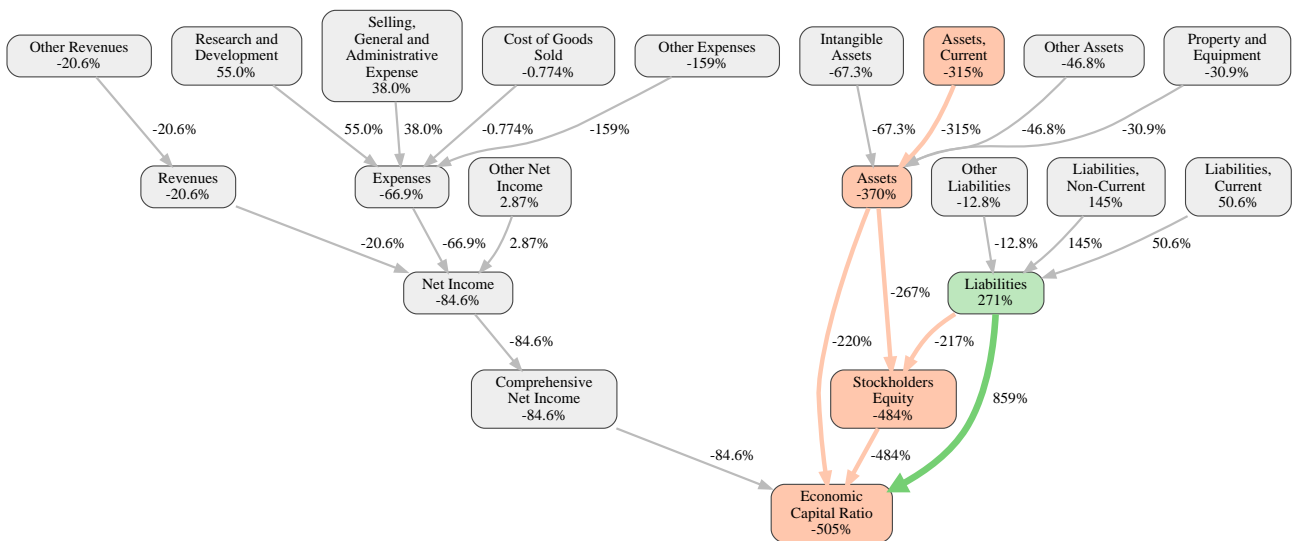 Other Revenues
-20.6%
Research and
Development
55.0%
Selling,
General and
Administrative
Expense
38.0%
Cost of Goods
Sold
-0.774%
Other Expenses
-159%
Intangible
Assets
-67.3%
Assets,
Current
-315%
Other Assets
-46.8%
Property and
Equipment
-30.9%
-20.6%
55.0%
38.0%
-0.774%
-159%
-67.3%
-315%
-46.8%
-30.9%
Revenues
-20.6%
Expenses
-66.9%
Other Net
Income
2.87%
Assets
-370%
Other
Liabilities
-12.8%
Liabilities,
Non-Current
145%
Liabilities,
Current
50.6%
-20.6%
-66.9%
2.87%
-12.8%
145%
50.6%
Net Income
-84.6%
-267%
Liabilities
271%
-84.6%
-220%
-217%
Comprehensive
Net Income
-84.6%
Stockholders
Equity
-484%
859%
-84.6%
-484%
Economic
Capital Ratio
-505%